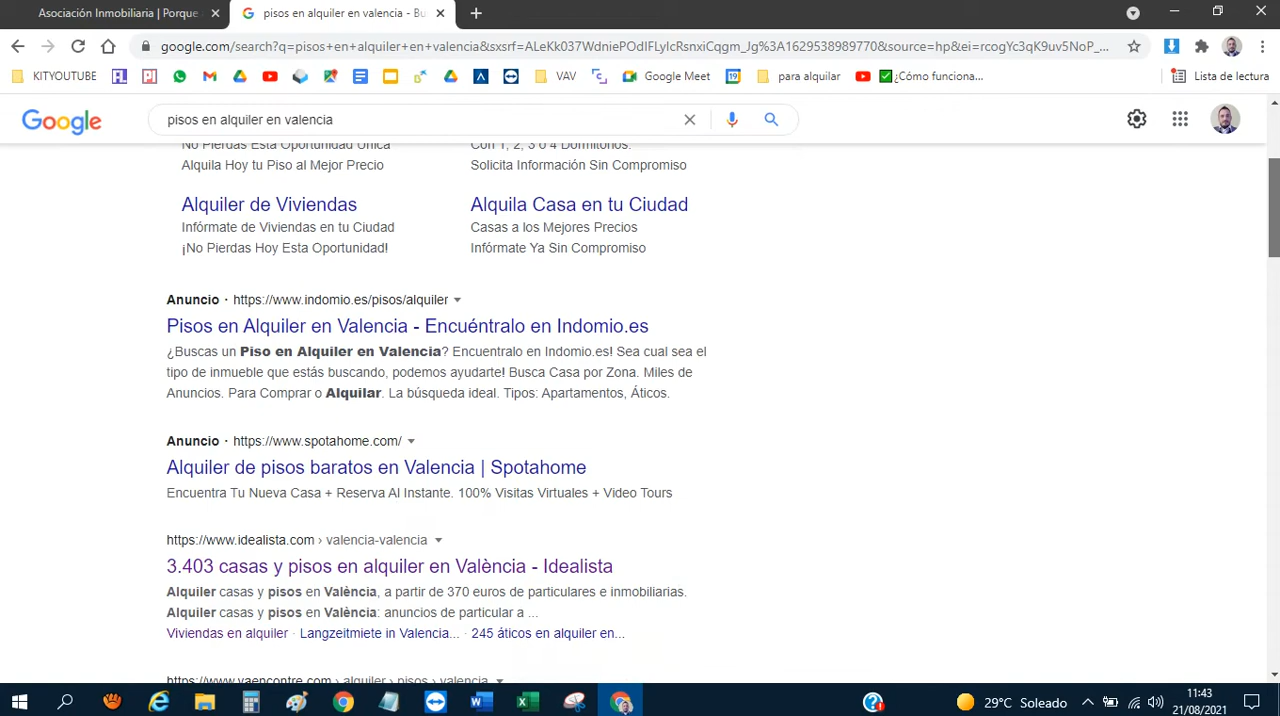 Asociación Inmobiliaria | Porque
pisos en alquiler en valencia - Bu
google.com/search?q=pisos+en+alquiler+en+valencia&sxsrf=ALeKk037WdniePOdIFLyIcRsnxiCqgm_Jg%3A1629538989770&source=hp&ei=rcogYc3qK9uv5NoP_...
KITYOUTUBE
VAV
Google Meet
para alquilar
¿Cómo funciona...
Lista de lectura
Google
pisos en alquiler en valencia
No Pierdas Esta Oportunidad Única
Con 1, 2, 3 o 4 Dormitorios.
Alquila Hoy tu Piso al Mejor Precio
Solicita Información Sin Compromiso
Alquiler de Viviendas
Alquila Casa en tu Ciudad
Infórmate de Viviendas en tu Ciudad
Casas a los Mejores Precios
¡No Pierdas Hoy Esta Oportunidad!
Infórmate Ya Sin Compromiso
Anuncio · https://www.indomio.es/pisos/alquiler
Pisos en Alquiler en Valencia - Encuéntralo en Indomio.es
¿Buscas un Piso en Alquiler en Valencia? Encuentralo en Indomio.es! Sea cual sea el
tipo de inmueble que estás buscando, podemos ayudarte! Busca Casa por Zona. Miles de
Anuncios. Para Comprar o Alquilar. La búsqueda ideal. Tipos: Apartamentos, Áticos.
Anuncio · https://www.spotahome.com/
Alquiler de pisos baratos en Valencia | Spotahome
Encuentra Tu Nueva Casa + Reserva Al Instante. 100% Visitas Virtuales + Video Tours
https://www.idealista.com › valencia-valencia
3.403 casas y pisos en alquiler en València - Idealista
Alquiler casas y pisos en València, a partir de 370 euros de particulares e inmobiliarias.
Alquiler casas y pisos en València: anuncios de particular a ...
Viviendas en alquiler · Langzeitmiete in Valencia... · 245 áticos en alquiler en...
https://www.yaencontre.com › alquiler › pisos › valencia
29°C Soleado
11:43
21/08/2021